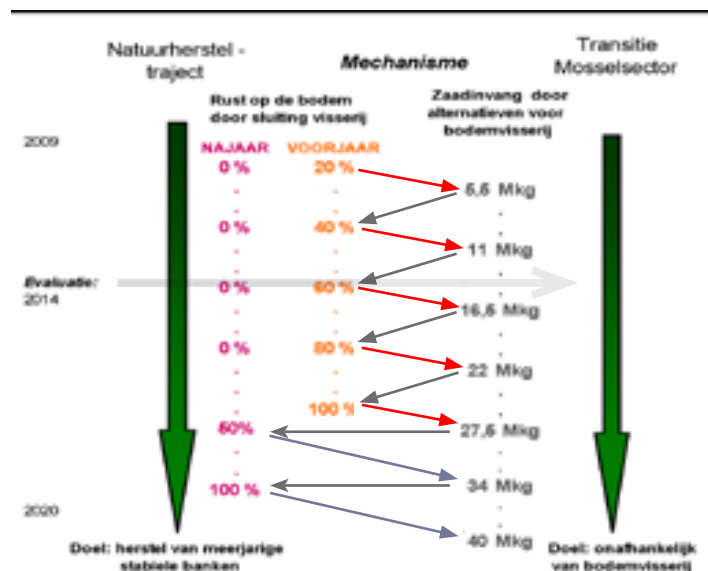 Natuurherstel -
traject
Mechanisme
Transitie
Mosselsector
Rust op de bodem
door sluiting visserij
Zaadinvang door
alternatieven voor
bodemvisserij
2009
NAJAAR
VOORJAAR
0 %
20 %
5,5 Mkg
0 %
40 %
11 Mkg
Evaluatie:
2014
0 %
60 %
16,5 Mkg
0 %
80 %
22 Mkg
100 %
50%
27,5 Mkg
100 %
34 Mkg
2020
40 Mkg
Doel: herstel van meerjarige
stabiele banken
Doel: onafhankelijk
van bodemvisserij